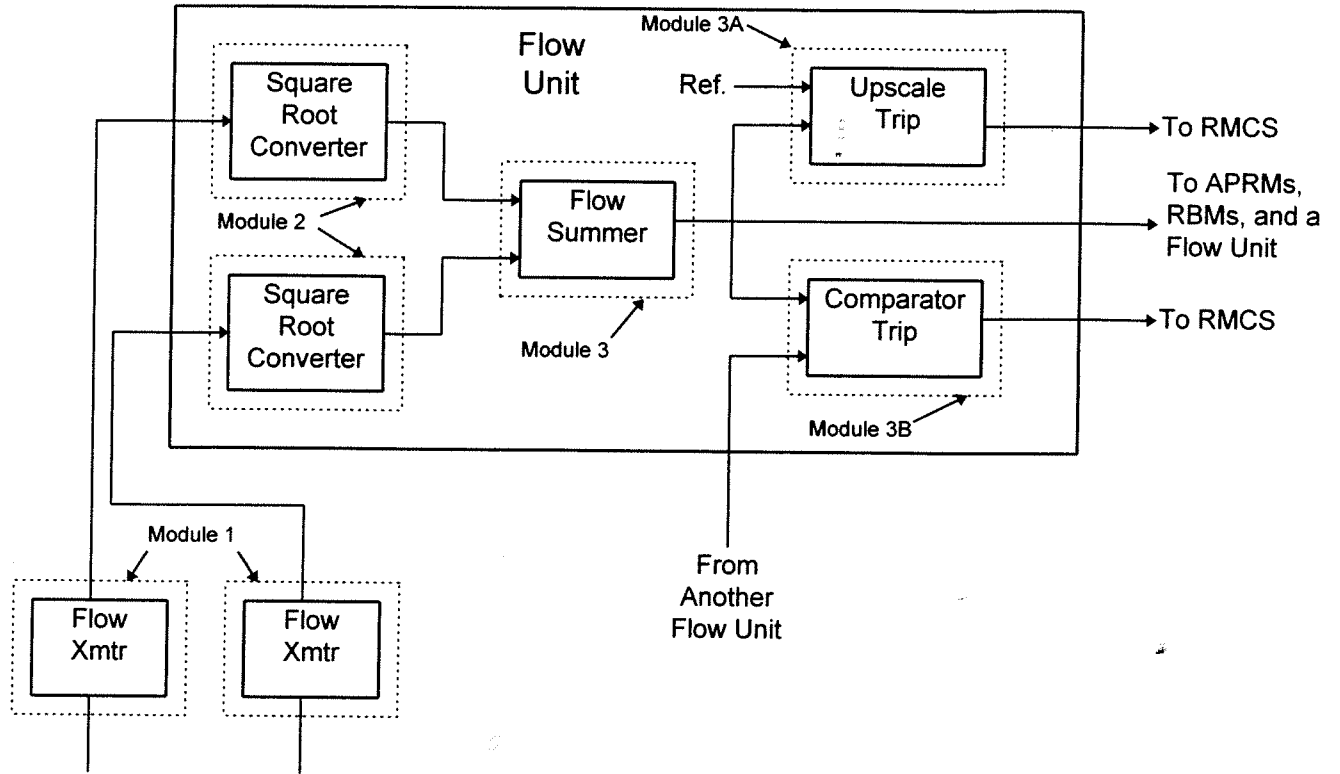 Module 3A
Flow
Unit
Square
Root
Converter
Ref.
Upscale
Trip
To RMCS
Flow
Summer
To APRMs,
RBMs, and a
Flow Unit
Module 2
Square
Root
Converter
Comparator
Trip
To RMCS
Module 3
Module 3B
Module 1
From
Another
Flow Unit
Flow
Xmtr
Flow
Xmtr